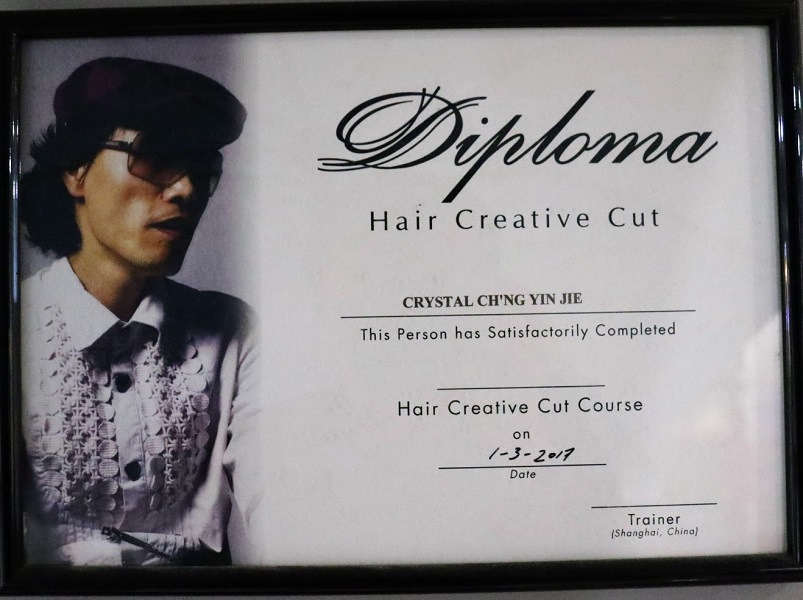 Diploma
Hair Creative Cut
CRYSTAL CH'NG YIN JIE
This Person has Satisfactorily Completed
Hair Creative Cut Course
on
1-3-2017
Date
Trainer
(Shanghai, China)